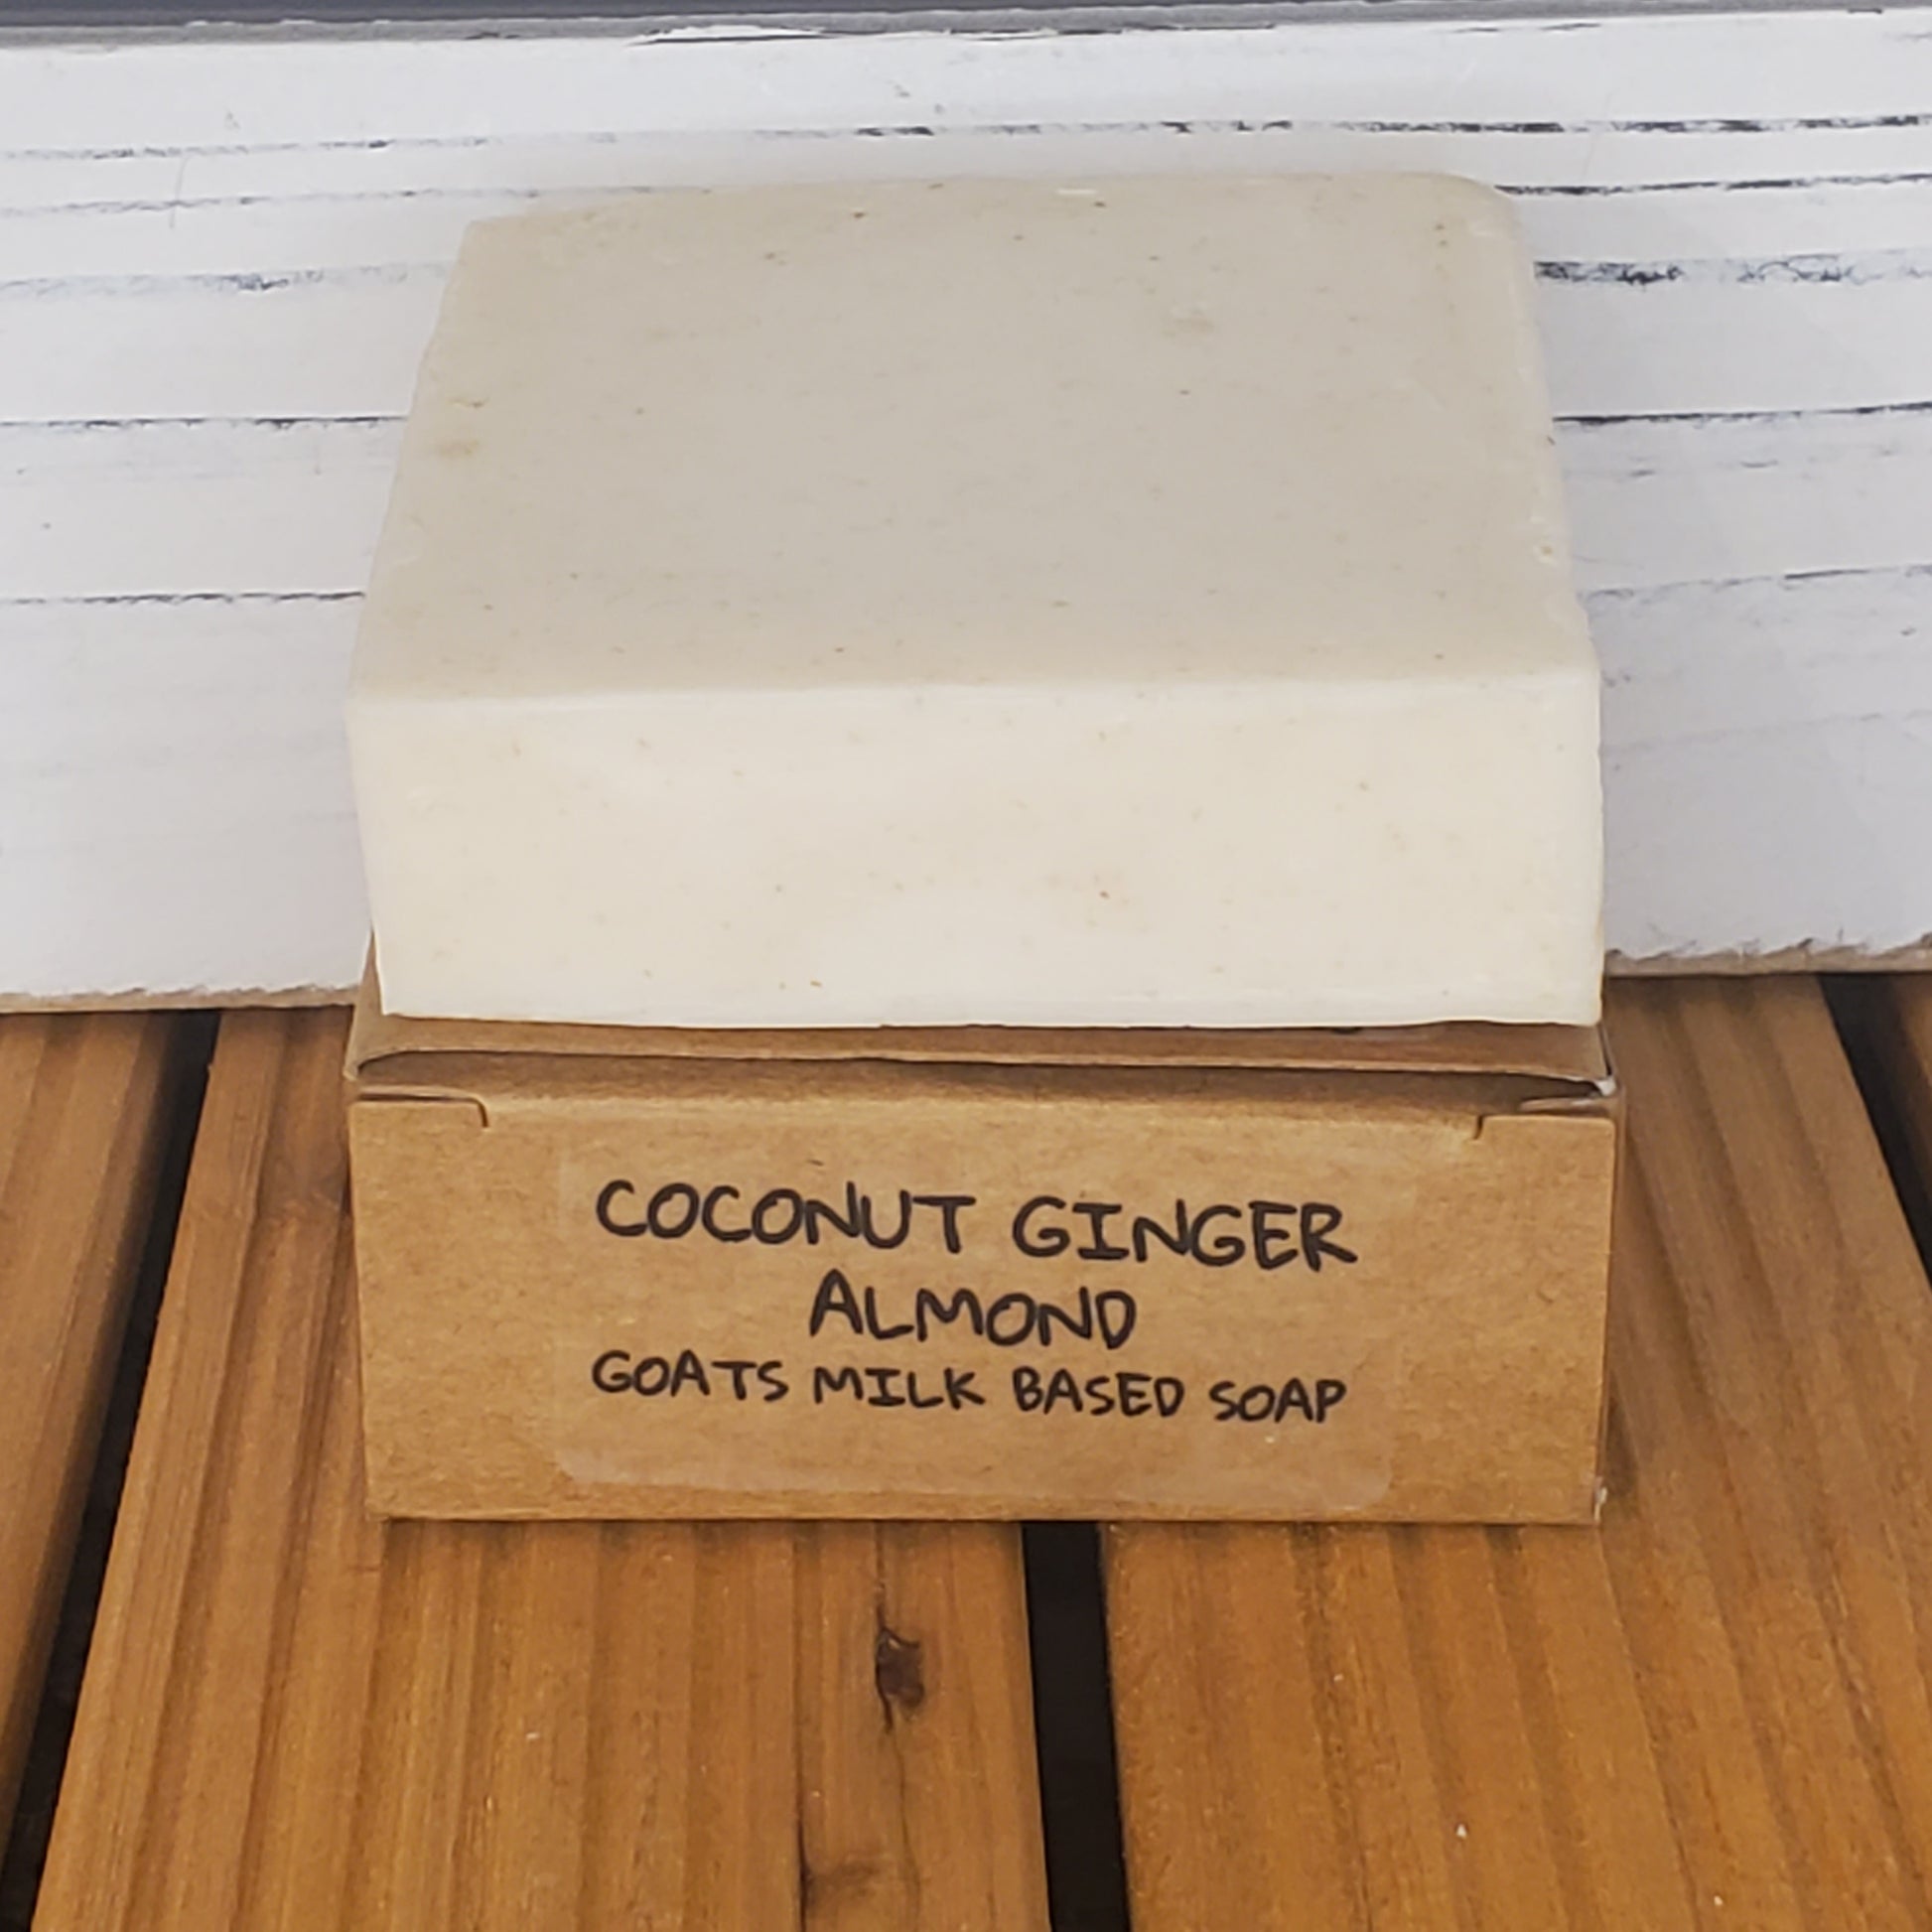 COCONUT GINGER
ALMOND
GOATS MILK BASED SOAP